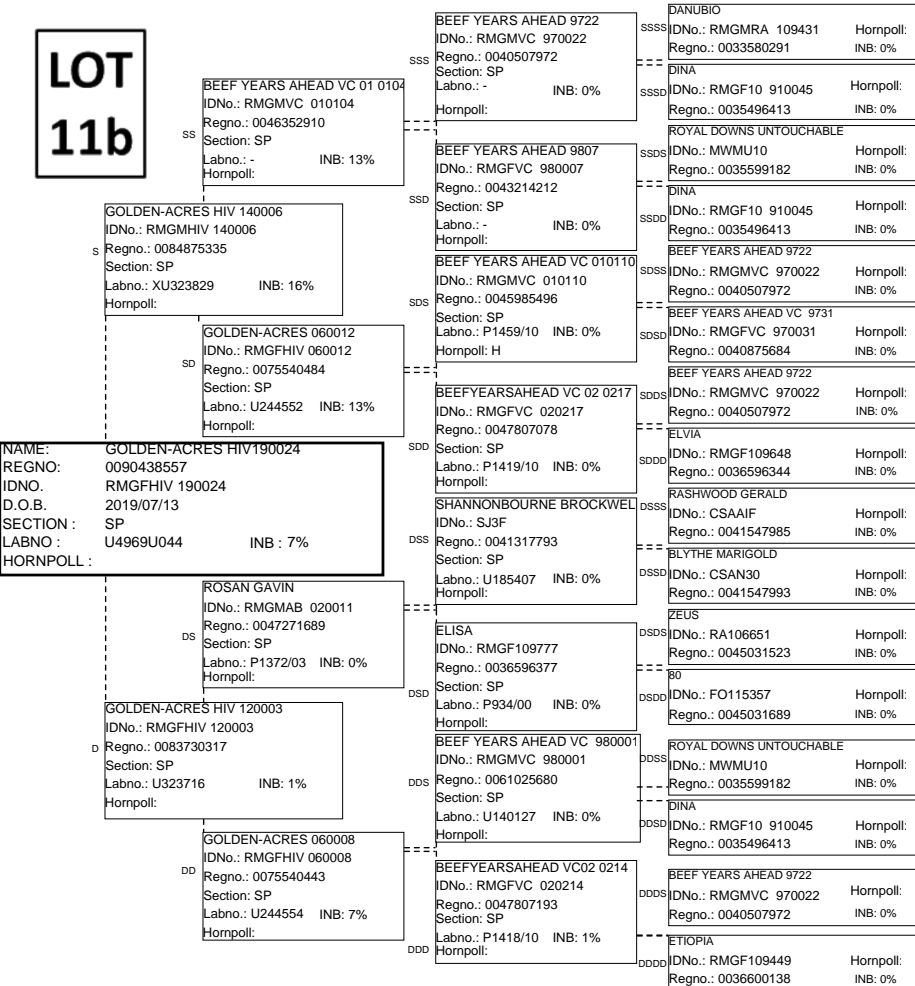 LOT
11b
NAME: GOLDEN-ACRES HIV190024
REGNO: 0090438557
IDNO. RMGFHIV 190024
D.O.B. 2019/07/13
SECTION : SP
LABNO : U4969U044 INB : 7%
HORNPOLL :
S
GOLDEN-ACRES HIV 140006
IDNo.: RMGMHIV 140006
Regno.: 0084875335
Section: SP
Labno.: XU323829 INB: 16%
Hornpoll:
D
GOLDEN-ACRES HIV 120003
IDNo.: RMGFHIV 120003
Regno.: 0083730317
Section: SP
Labno.: U323716 INB: 1%
Hornpoll:
SS
BEEF YEARS AHEAD VC 01 0104
IDNo.: RMGMVC 010104
Regno.: 0046352910
Section: SP
Labno.: - INB: 13%
Hornpoll:
SD
GOLDEN-ACRES 060012
IDNo.: RMGFHIV 060012
Regno.: 0075540484
Section: SP
Labno.: U244552 INB: 13%
Hornpoll:
DS
ROSAN GAVIN
IDNo.: RMGMAB 020011
Regno.: 0047271689
Section: SP
Labno.: P1372/03 INB: 0%
Hornpoll:
DD
GOLDEN-ACRES 060008
IDNo.: RMGFHIV 060008
Regno.: 0075540443
Section: SP
Labno.: U244554 INB: 7%
Hornpoll:
SSS
BEEF YEARS AHEAD 9722
IDNo.: RMGMVC 970022
Regno.: 0040507972
Section: SP
Labno.: - INB: 0%
Hornpoll:
SSD
BEEF YEARS AHEAD 9807
IDNo.: RMGFVC 980007
Regno.: 0043214212
Section: SP
Labno.: - INB: 0%
Hornpoll:
SDS
BEEF YEARS AHEAD VC 010110
IDNo.: RMGMVC 010110
Regno.: 0045985496
Section: SP
Labno.: P1459/10 INB: 0%
Hornpoll: H
SDD
BEEFYEARSAHEAD VC 02 0217
IDNo.: RMGFVC 020217
Regno.: 0047807078
Section: SP
Labno.: P1419/10 INB: 0%
Hornpoll:
DSS
SHANNONBOURNE BROCKWEL
IDNo.: SJ3F
Regno.: 0041317793
Section: SP
Labno.: U185407 INB: 0%
Hornpoll:
DSD
ELISA
IDNo.: RMGF109777
Regno.: 0036596377
Section: SP
Labno.: P934/00 INB: 0%
Hornpoll:
DDS
BEEF YEARS AHEAD VC 980001
IDNo.: RMGMVC 980001
Regno.: 0061025680
Section: SP
Labno.: U140127 INB: 0%
Hornpoll:
DDD
BEEFYEARSAHEAD VC02 0214
IDNo.: RMGFVC 020214
Regno.: 0047807193
Section: SP
Labno.: P1418/10 INB: 1%
Hornpoll:
SSSS
DANUBIO
IDNo.: RMGMRA 109431 Hornpoll:
Regno.: 0033580291 INB: 0%
SSSD
DINA
IDNo.: RMGF10 910045 Hornpoll:
Regno.: 0035496413 INB: 0%
SSDS
ROYAL DOWNS UNTOUCHABLE
IDNo.: MWMU10 Hornpoll:
Regno.: 0035599182 INB: 0%
SSDD
DINA
IDNo.: RMGF10 910045 Hornpoll:
Regno.: 0035496413 INB: 0%
SDSS
BEEF YEARS AHEAD 9722
IDNo.: RMGMVC 970022 Hornpoll:
Regno.: 0040507972 INB: 0%
SDSD
BEEF YEARS AHEAD VC 9731
IDNo.: RMGFVC 970031 Hornpoll:
Regno.: 0040875684 INB: 0%
SDDS
BEEF YEARS AHEAD 9722
IDNo.: RMGMVC 970022 Hornpoll:
Regno.: 0040507972 INB: 0%
SDDD
ELVIA
IDNo.: RMGF109648 Hornpoll:
Regno.: 0036596344 INB: 0%
DSSS
RASHWOOD GERALD
IDNo.: CSAAIF Hornpoll:
Regno.: 0041547985 INB: 0%
DSSD
BLYTHE MARIGOLD
IDNo.: CSAN30 Hornpoll:
Regno.: 0041547993 INB: 0%
DSDS
ZEUS
IDNo.: RA106651 Hornpoll:
Regno.: 0045031523 INB: 0%
DSDD
80
IDNo.: FO115357 Hornpoll:
Regno.: 0045031689 INB: 0%
DDSS
ROYAL DOWNS UNTOUCHABLE
IDNo.: MWMU10 Hornpoll:
Regno.: 0035599182 INB: 0%
DDSD
DINA
IDNo.: RMGF10 910045 Hornpoll:
Regno.: 0035496413 INB: 0%
DDDS
BEEF YEARS AHEAD 9722
IDNo.: RMGMVC 970022 Hornpoll:
Regno.: 0040507972 INB: 0%
DDDD
ETIOPIA
IDNo.: RMGF109449 Hornpoll:
Regno.: 0036600138 INB: 0%